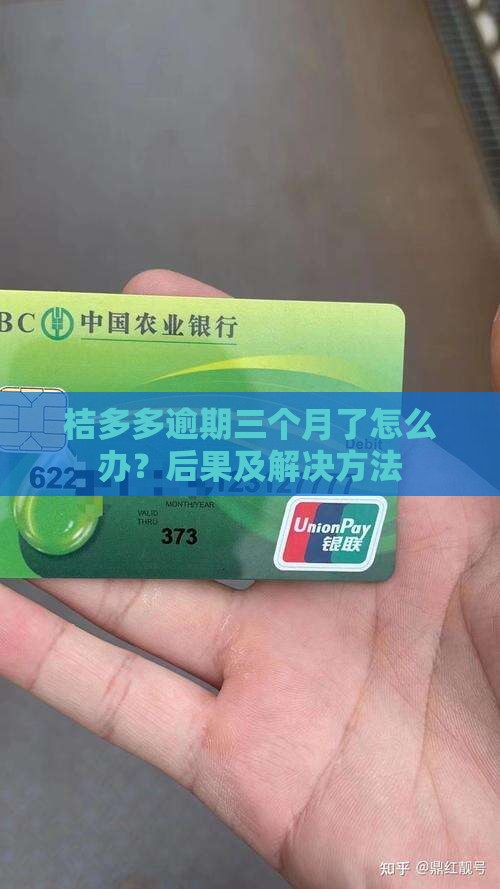 BC 中国农业银行
桔多多逾期三个月了怎么
办？后果及解决方法
Debit
622
MONTH/YEAR
VALID
THRU
373
UnionPay
银联
知乎 @鼎红靓号